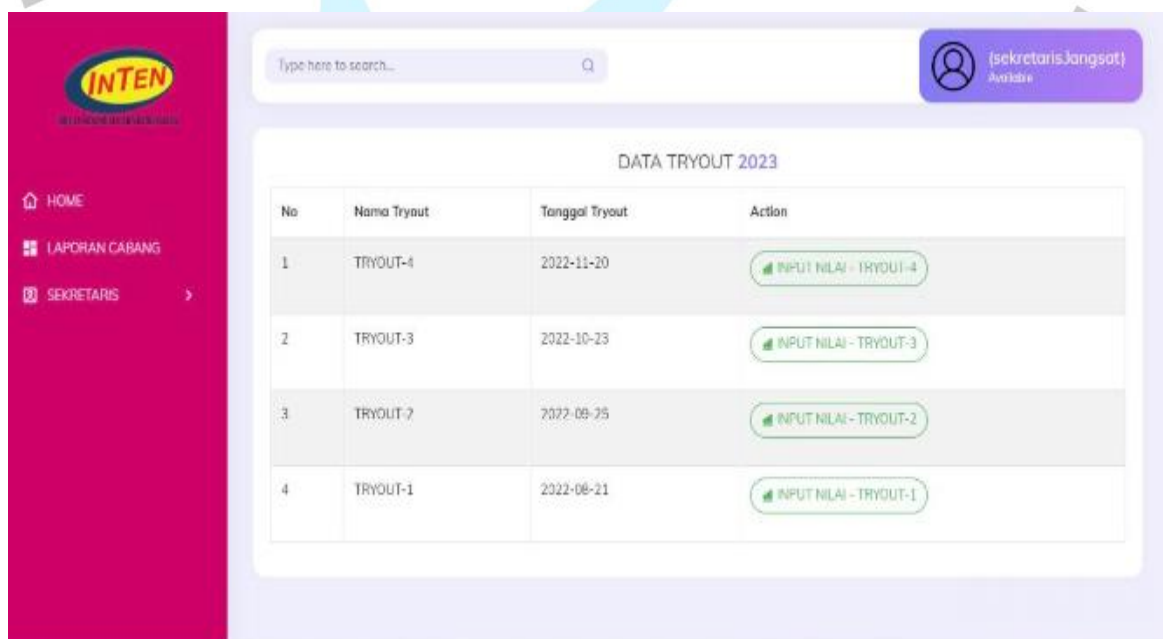 INTEN
Type here to search...
(sekretarisJangsat)
Available
HOME
LAPORAN CABANG
SEKRETARIS
DATA TRYOUT 2023
No Nama Tryout Tanggal Tryout Action
1 TRYOUT-4 2022-11-20 INPUT NILAI - TRYOUT-4
2 TRYOUT-3 2022-10-23 INPUT NILAI - TRYOUT-3
3 TRYOUT-2 2022-09-25 INPUT NILAI - TRYOUT-2
4 TRYOUT-1 2022-08-21 INPUT NILAI - TRYOUT-1